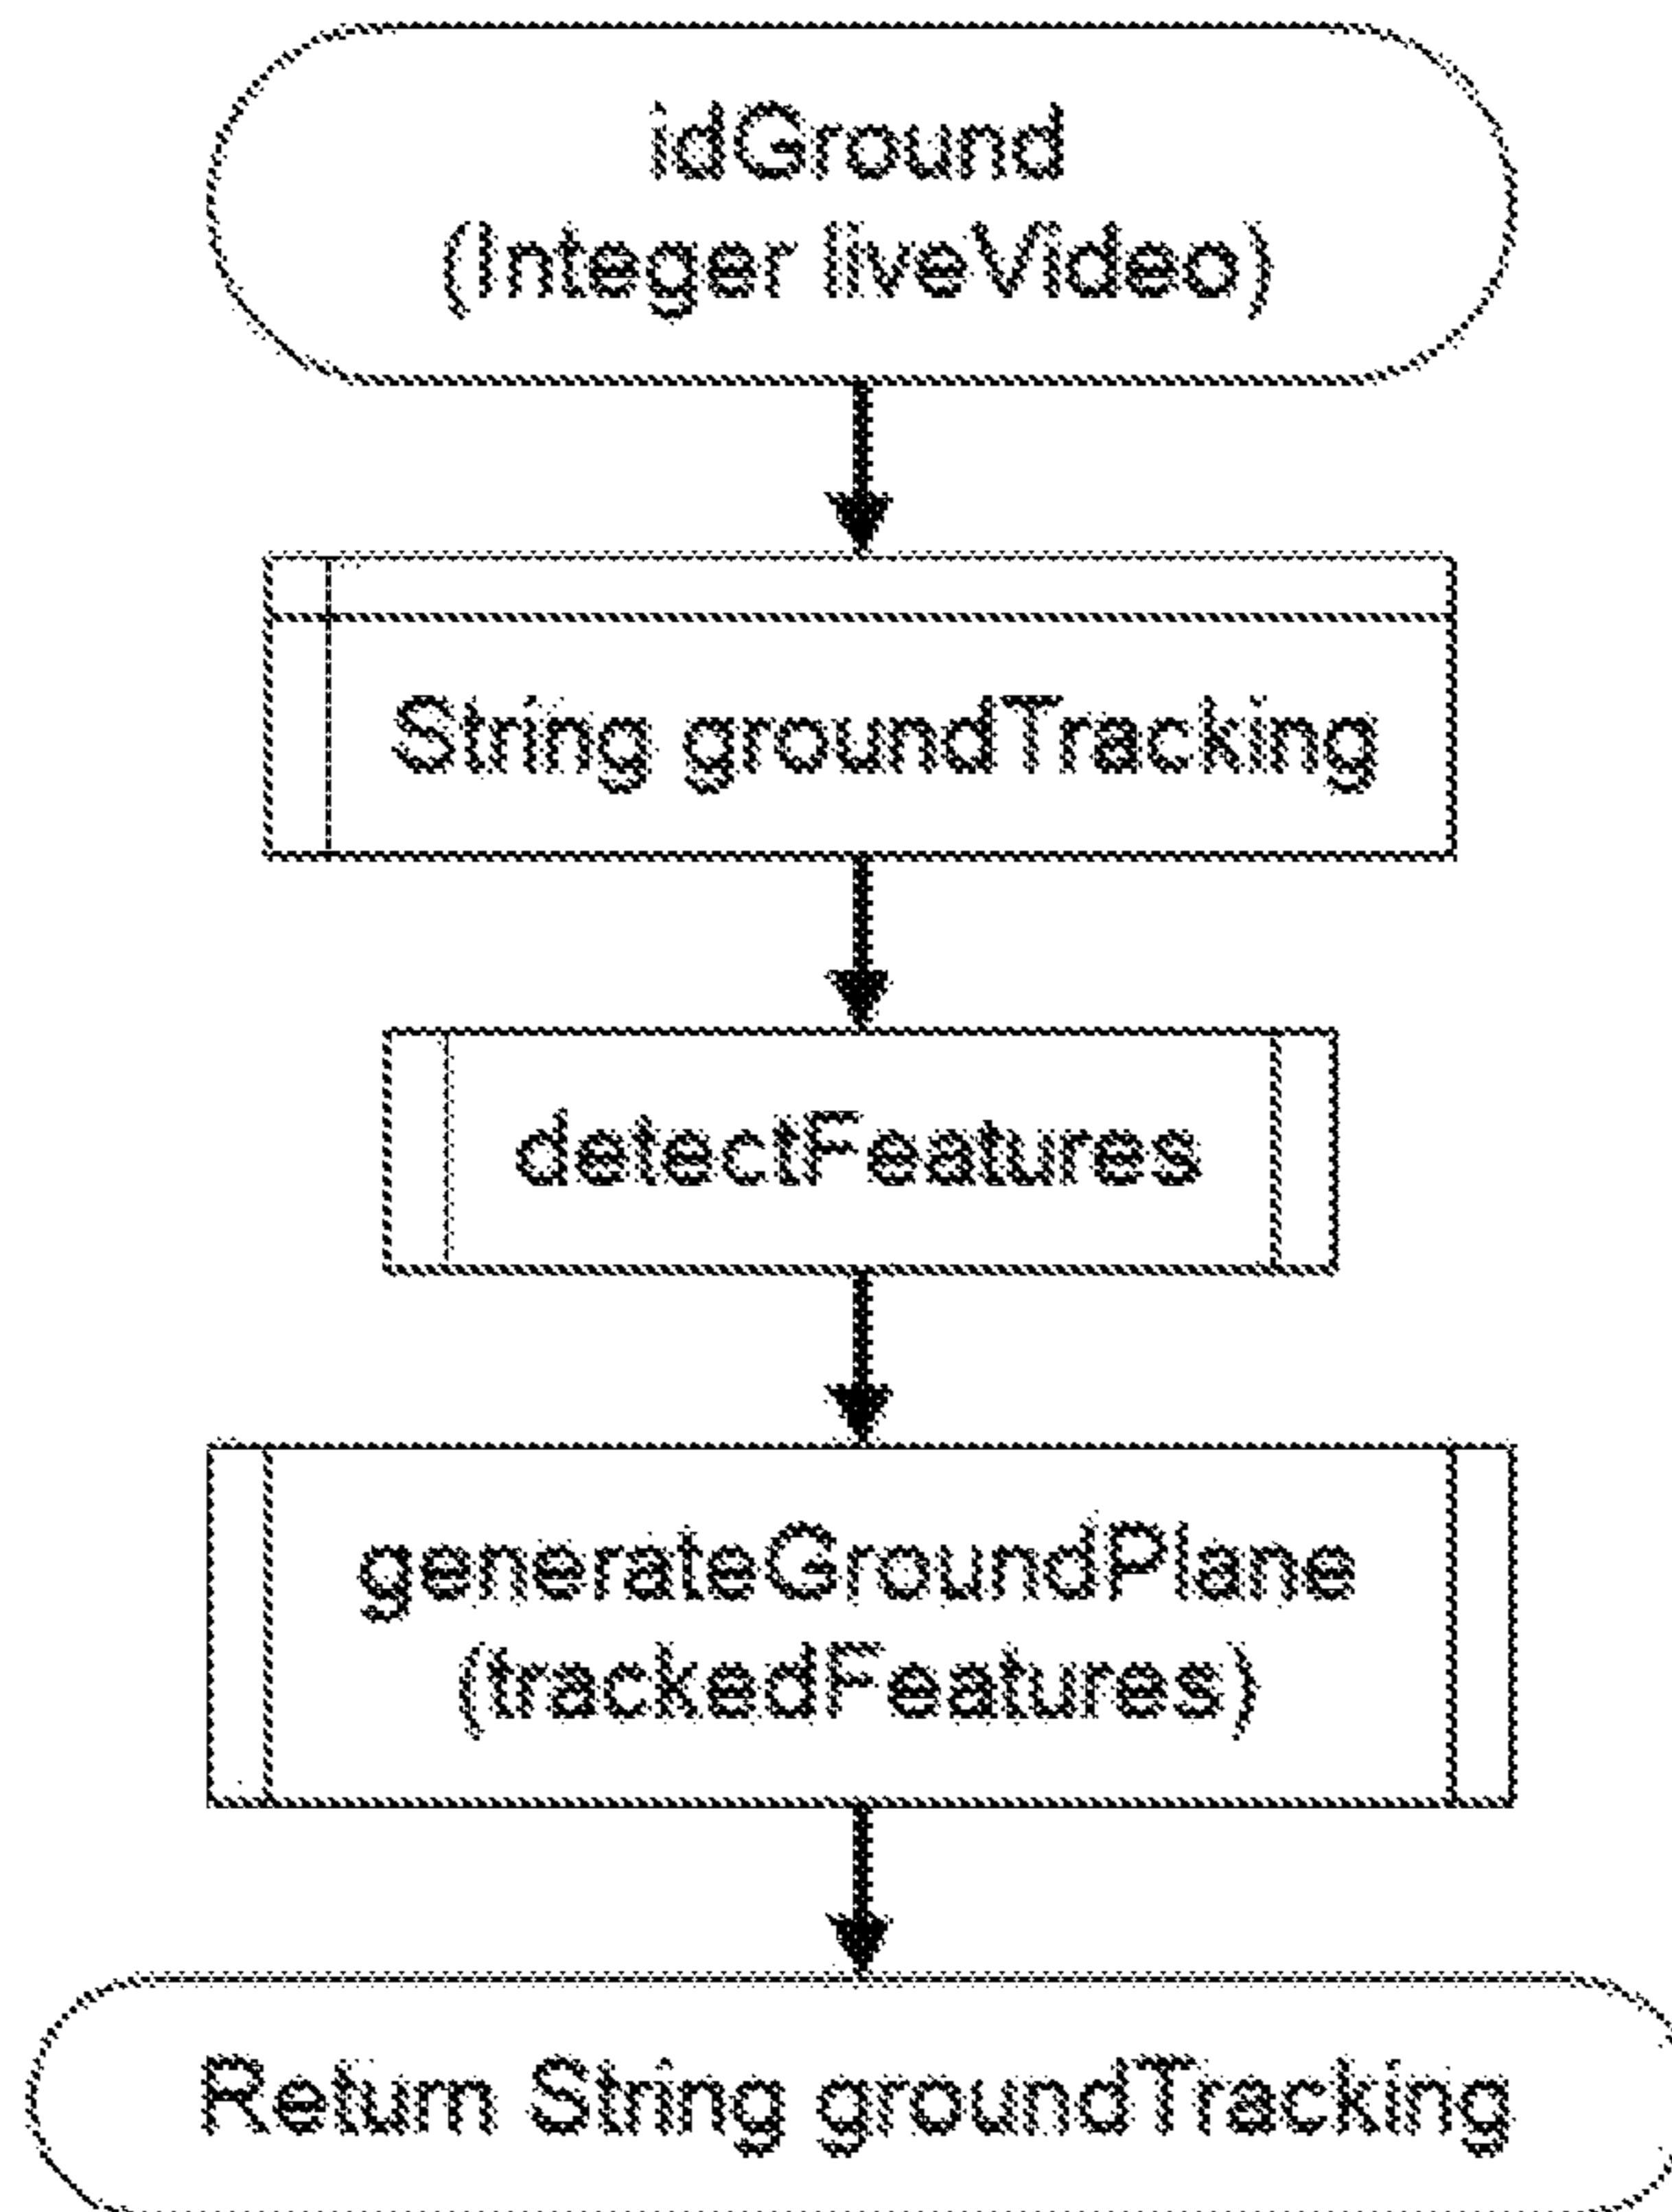 idGround
(Integer liveVideo)
String groundTracking
detectFeatures
generateGroundPlane
(trackedFeatures)
Return String groundTracking